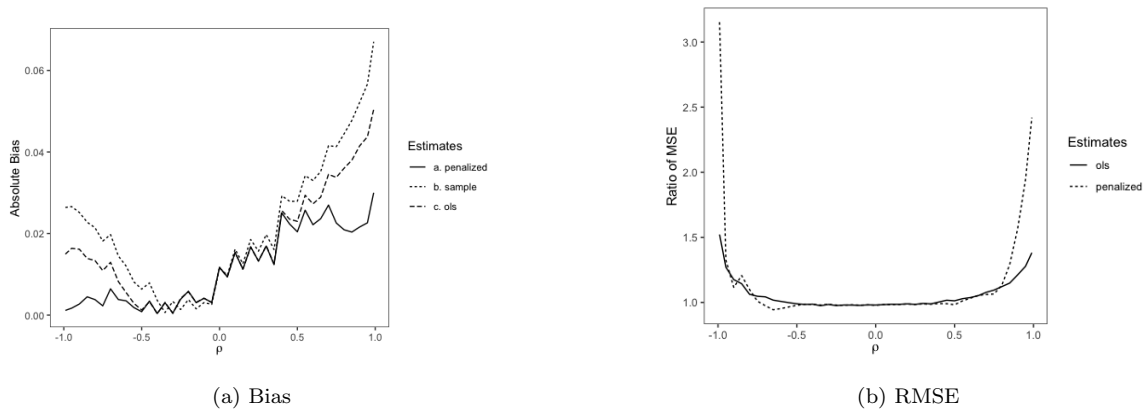 Absolute Bias
0.06
0.04
0.02
0.00
-1.0 -0.5 0.0 0.5 1.0
ρ
Estimates
a. penalized
b. sample
c. ols
(a) Bias
Ratio of MSE
3.0
2.5
2.0
1.5
1.0
-1.0 -0.5 0.0 0.5 1.0
ρ
Estimates
ols
penalized
(b) RMSE